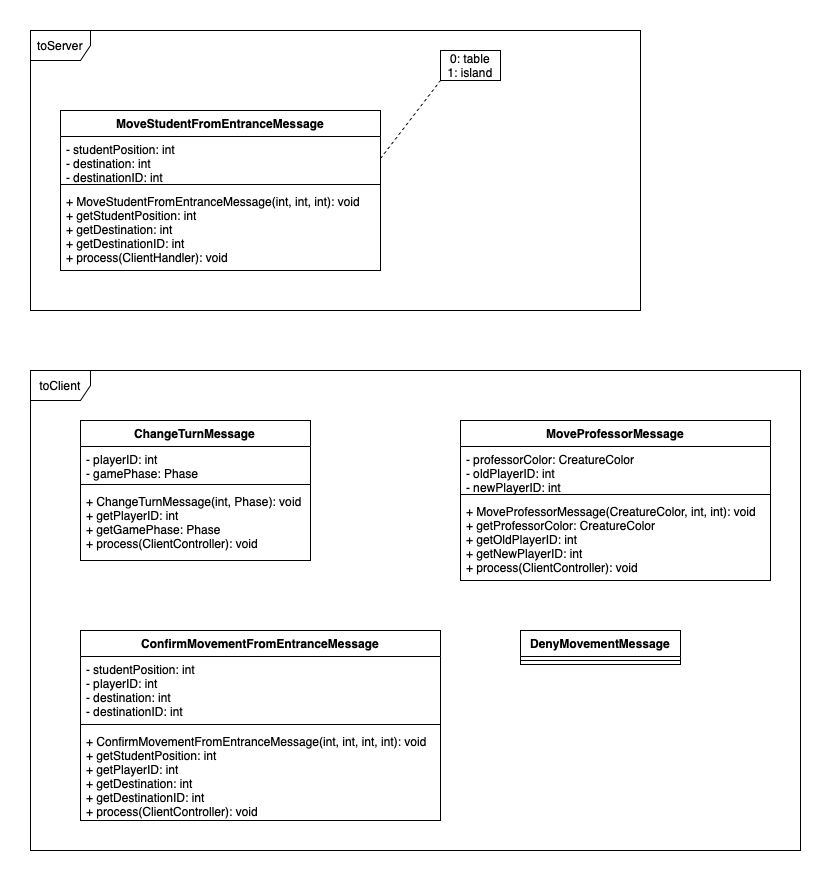 toServer
0: table
1: island
MoveStudentFromEntranceMessage
- studentPosition: int
- destination: int
- destinationID: int
+ MoveStudentFromEntranceMessage(int, int, int): void
+ getStudentPosition: int
+ getDestination: int
+ getDestinationID: int
+ process(ClientHandler): void
toClient
ChangeTurnMessage
- playerID: int
- gamePhase: Phase
+ ChangeTurnMessage(int, Phase): void
+ getPlayerID: int
+ getGamePhase: Phase
+ process(ClientController): void
MoveProfessorMessage
- professorColor: CreatureColor
- oldPlayerID: int
- newPlayerID: int
+ MoveProfessorMessage(CreatureColor, int, int): void
+ getProfessorColor: CreatureColor
+ getOldPlayerID: int
+ getNewPlayerID: int
+ process(ClientController): void
ConfirmMovementFromEntranceMessage
- studentPosition: int
- playerID: int
- destination: int
- destinationID: int
+ ConfirmMovementFromEntranceMessage(int, int, int, int): void
+ getStudentPosition: int
+ getPlayerID: int
+ getDestination: int
+ getDestinationID: int
+ process(ClientController): void
DenyMovementMessage